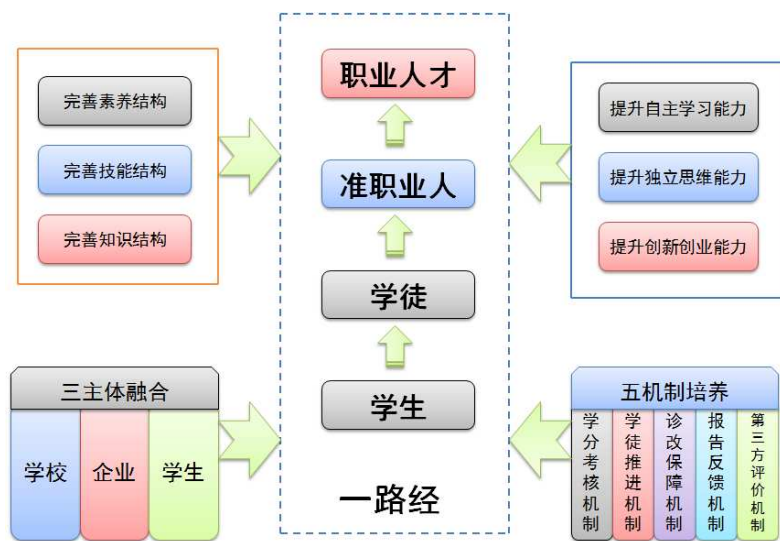 完善素养结构
完善技能结构
完善知识结构
职业人才
准职业人
学徒
学生
一路经
提升自主学习能力
提升独立思维能力
提升创新创业能力
三主体融合
学校
企业
学生
五机制培养
学分考核机制
学徒推进机制
诊改保障机制
报告反馈机制
第三方评价机制